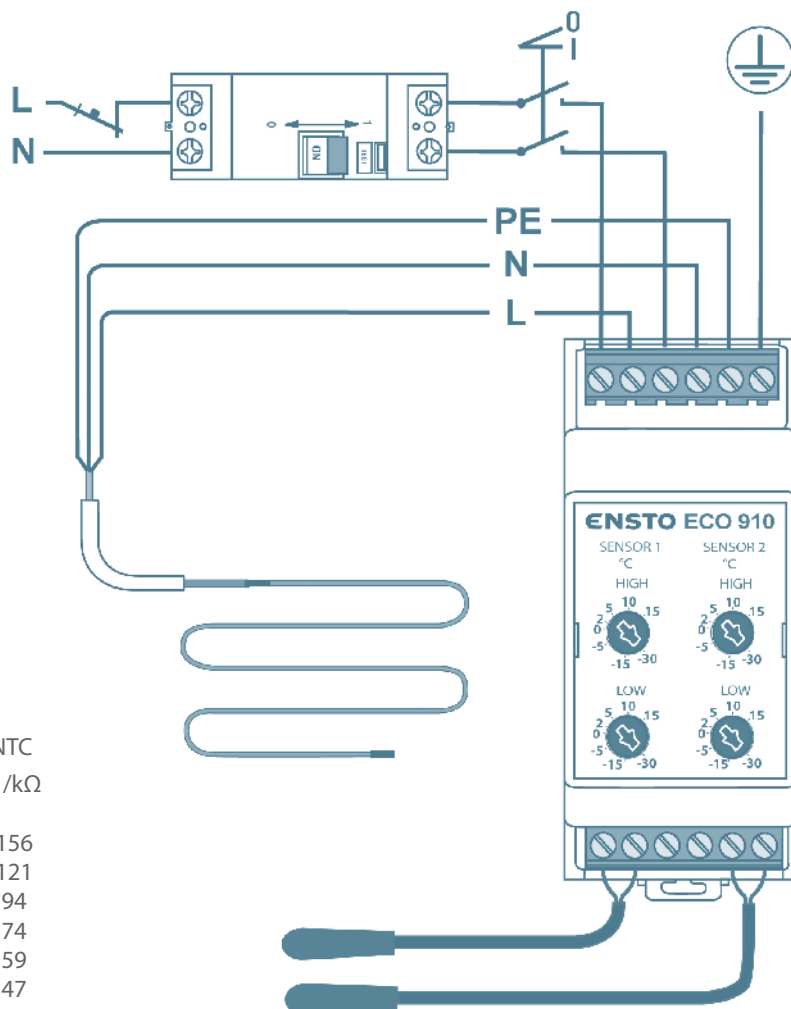 0
I
L
N
0 1
ON
PE
N
L
ENSTO ECO 910
SENSOR 1 SENSOR 2
°C °C
HIGH HIGH
-30 -15 -5 0 2 5 10 15
-30 -15 -5 0 2 5 10 15
LOW LOW
-30 -15 -5 0 2 5 10 15
-30 -15 -5 0 2 5 10 15
NTC
/kΩ
156
121
94
74
59
47